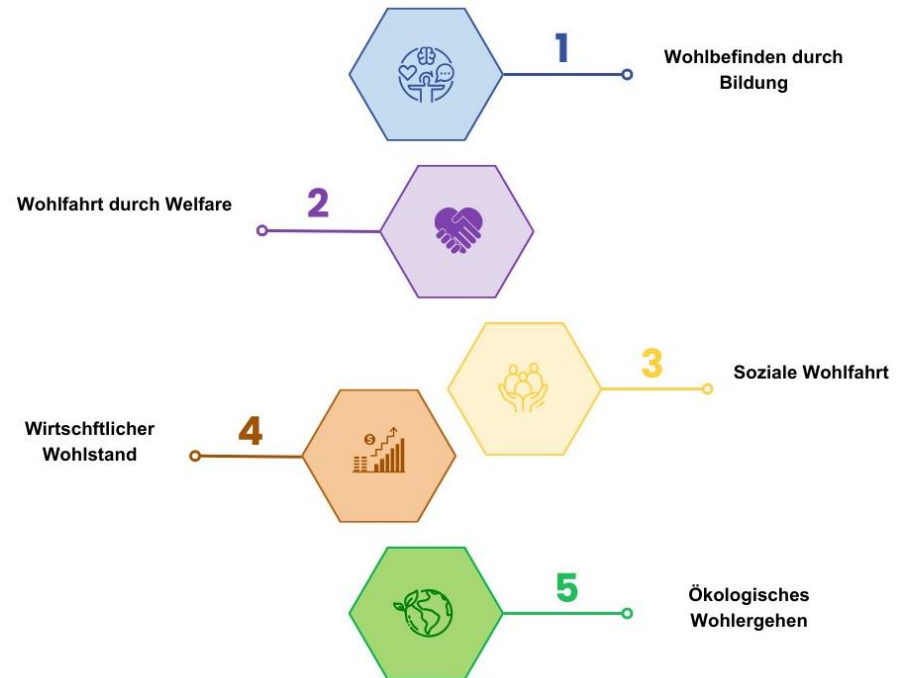 1
Wohlbefinden durch
Bildung
2
Wohlfahrt durch Welfare
3
Soziale Wohlfahrt
4
Wirtschftlicher
Wohlstand
$
5
Ökologisches
Wohlergehen